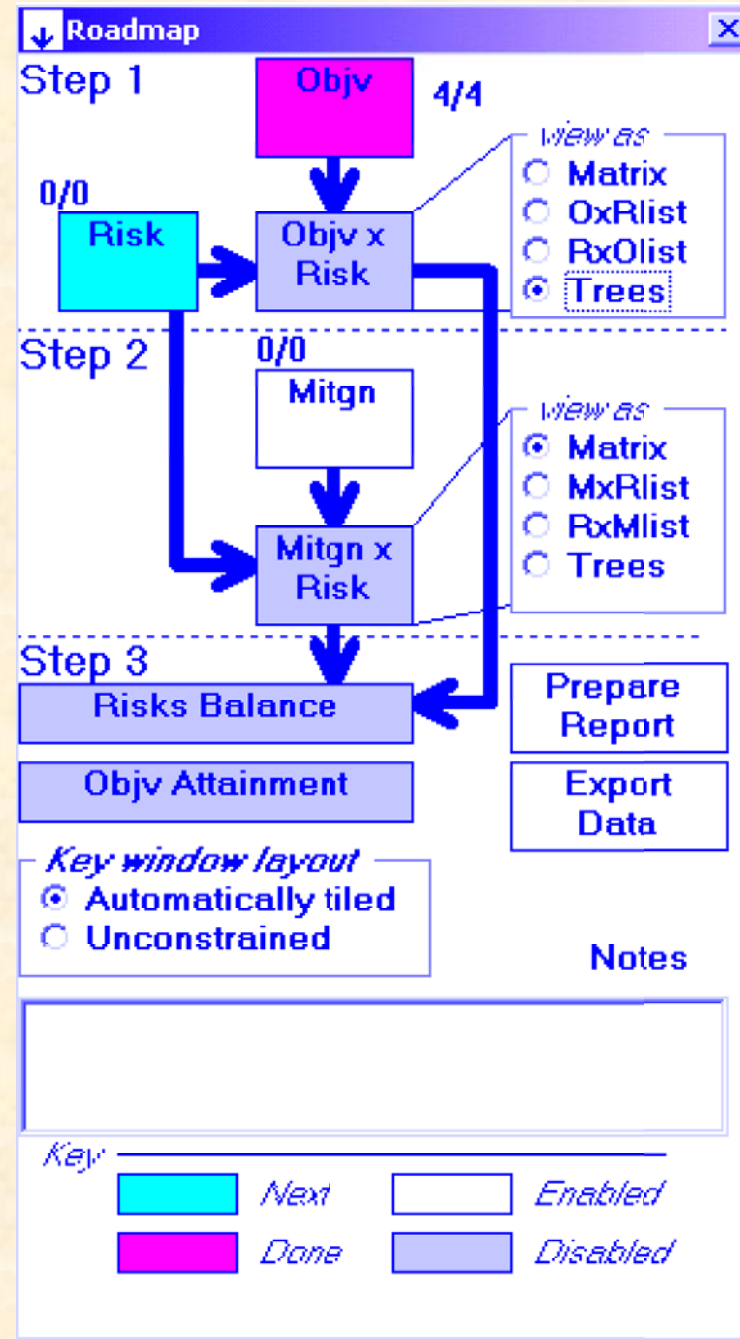 Roadmap
Step 1
Objv
4/4
0/0
Risk
Objv x
Risk
view as
Matrix
OxRlist
RxOlist
Trees
Step 2
0/0
Mitgn
Mitgn x
Risk
view as
Matrix
MxRlist
RxMlist
Trees
Step 3
Risks Balance
Objv Attainment
Prepare
Report
Export
Data
Key window layout
Automatically tiled
Unconstrained
Notes
Key
Next
Enabled
Done
Disabled